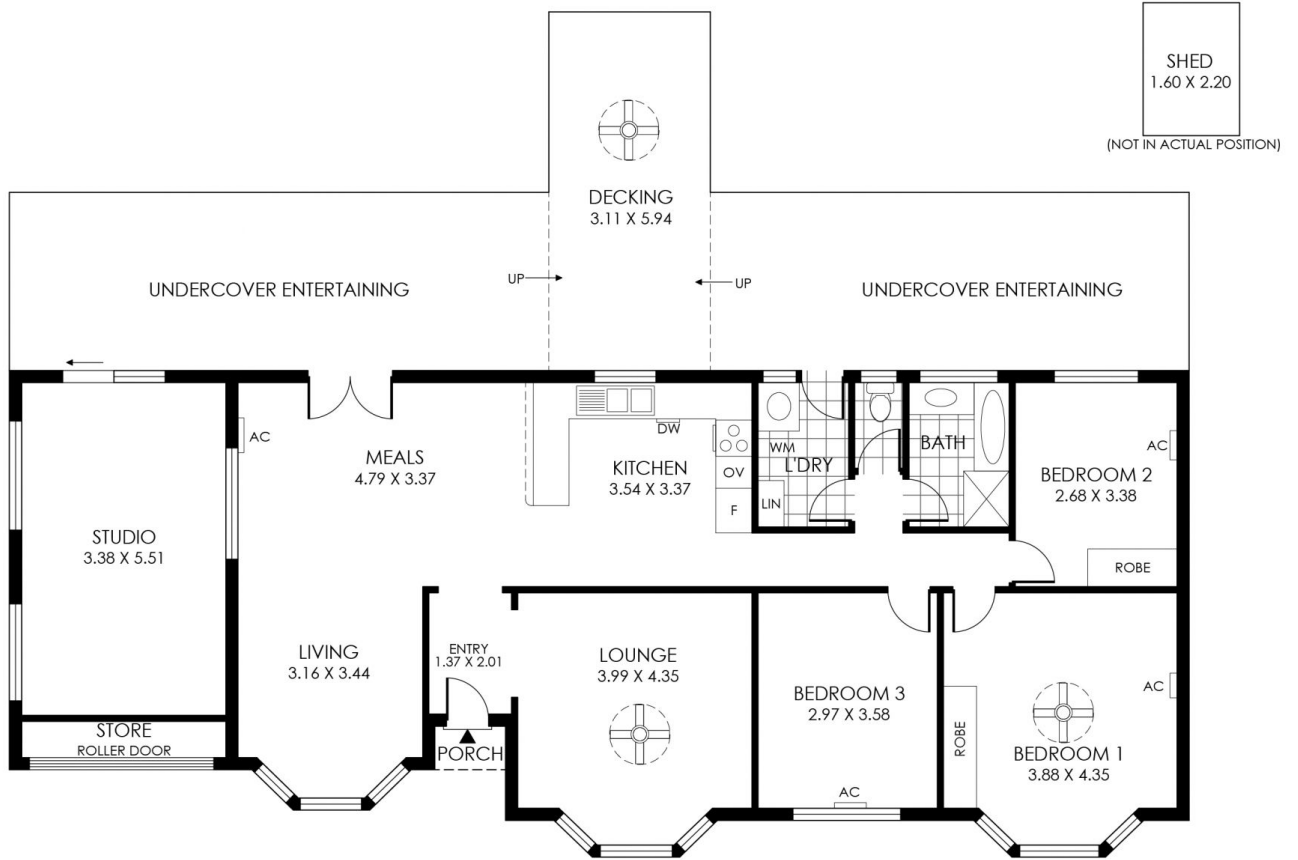 SHED
1.60 X 2.20
(NOT IN ACTUAL POSITION)
DECKING
3.11 X 5.94
UP
UP
UNDERCOVER ENTERTAINING
UNDERCOVER ENTERTAINING
AC
MEALS
4.79 X 3.37
DW
KITCHEN
3.54 X 3.37
OV
F
WM
L'DRY
LIN
BATH
AC
BEDROOM 2
2.68 X 3.38
ROBE
STUDIO
3.38 X 5.51
LIVING
3.16 X 3.44
ENTRY
1.37 X 2.01
LOUNGE
3.99 X 4.35
BEDROOM 3
2.97 X 3.58
AC
AC
ROBE
BEDROOM 1
3.88 X 4.35
STORE
ROLLER DOOR
PORCH